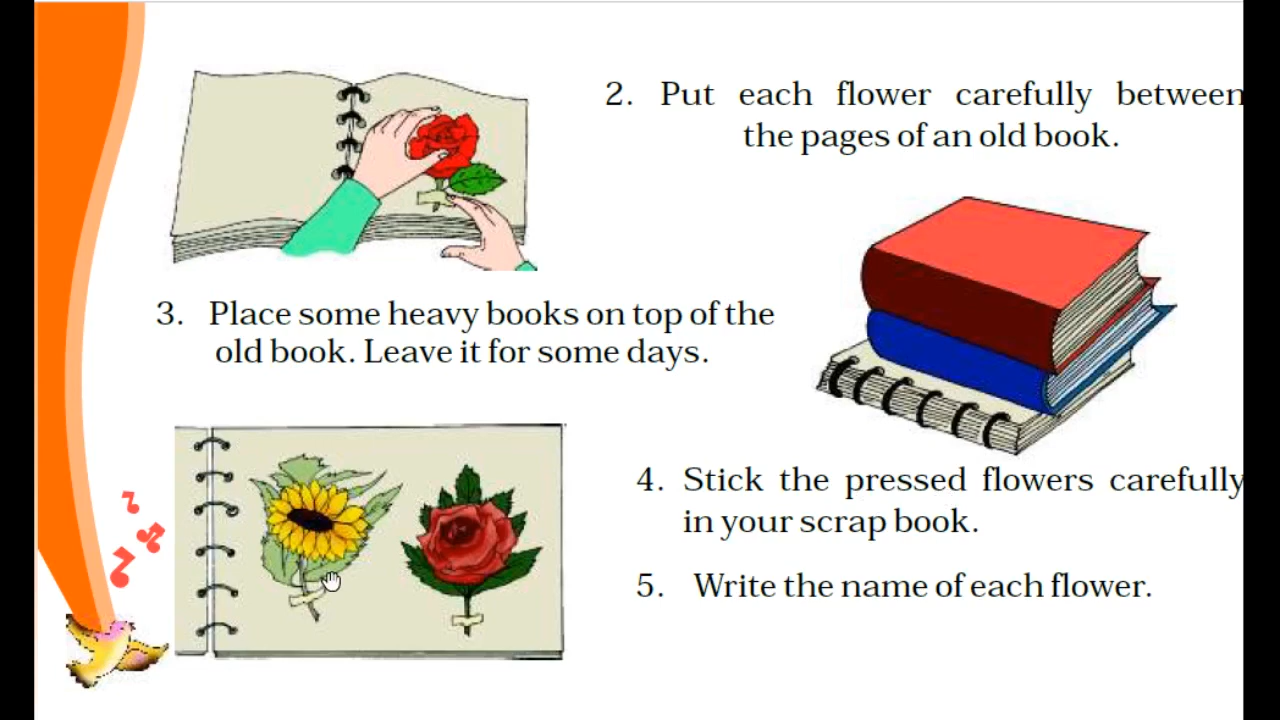 2. Put each flower carefully between
the pages of an old book.
3. Place some heavy books on top of the
old book. Leave it for some days.
4. Stick the pressed flowers carefully
in your scrap book.
5. Write the name of each flower.